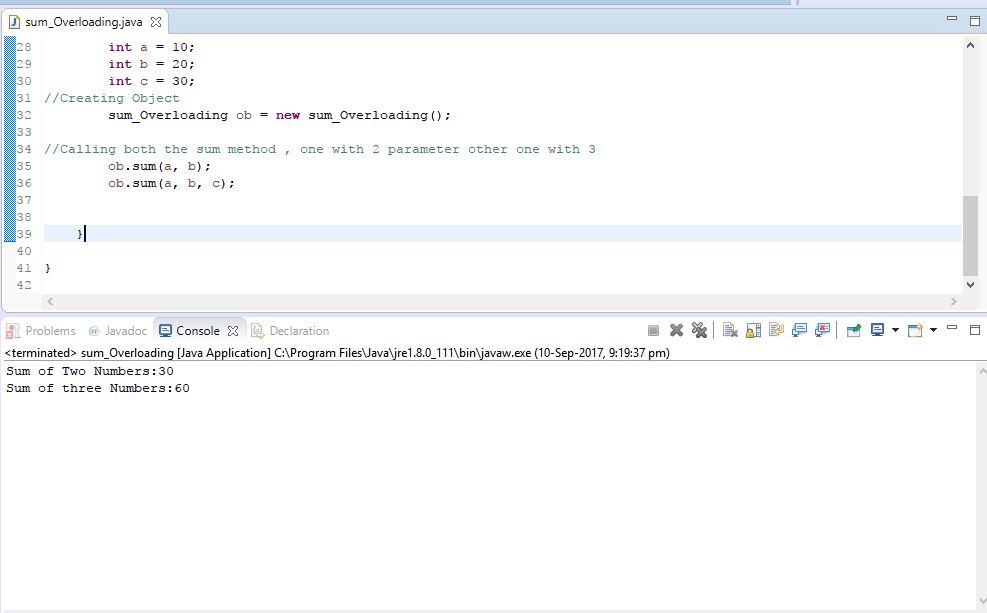 sum_Overloading.java
28 int a = 10;
29 int b = 20;
30 int c = 30;
31 //Creating Object
32 sum_Overloading ob = new sum_Overloading();
33
34 //Calling both the sum method , one with 2 parameter other one with 3
35 ob.sum(a, b);
36 ob.sum(a, b, c);
37
38
39 }
40
41 }
42
Problems @ Javadoc Console Declaration
<terminated> sum_Overloading [Java Application] C:\Program Files\Java\jre1.8.0_111\bin\javaw.exe (10-Sep-2017, 9:19:37 pm)
Sum of Two Numbers:30
Sum of three Numbers:60